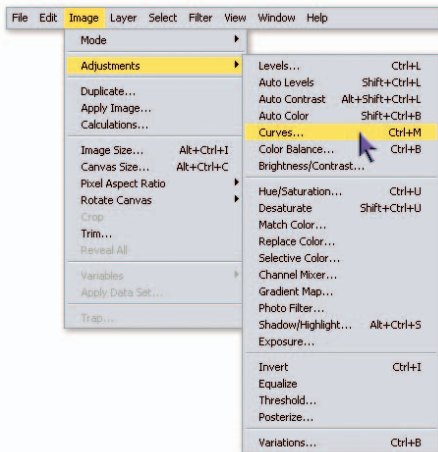 File Edit Image Layer Select Filter View Window Help
Mode
Adjustments
Duplicate...
Apply Image...
Calculations...
Image Size... Alt+Ctrl+I
Canvas Size... Alt+Ctrl+C
Pixel Aspect Ratio
Rotate Canvas
Crop
Trim...
Reveal All
Variables
Apply Data Set...
Trap...
Levels... Ctrl+L
Auto Levels Shift+Ctrl+L
Auto Contrast Alt+Shift+Ctrl+L
Auto Color Shift+Ctrl+B
Curves... Ctrl+M
Color Balance... Ctrl+B
Brightness/Contrast...
Hue/Saturation... Ctrl+U
Desaturate Shift+Ctrl+U
Match Color...
Replace Color...
Selective Color...
Channel Mixer...
Gradient Map...
Photo Filter...
Shadow/Highlight... Alt+Ctrl+S
Exposure...
Invert Ctrl+I
Equalize
Threshold...
Posterize...
Variations... Ctrl+B